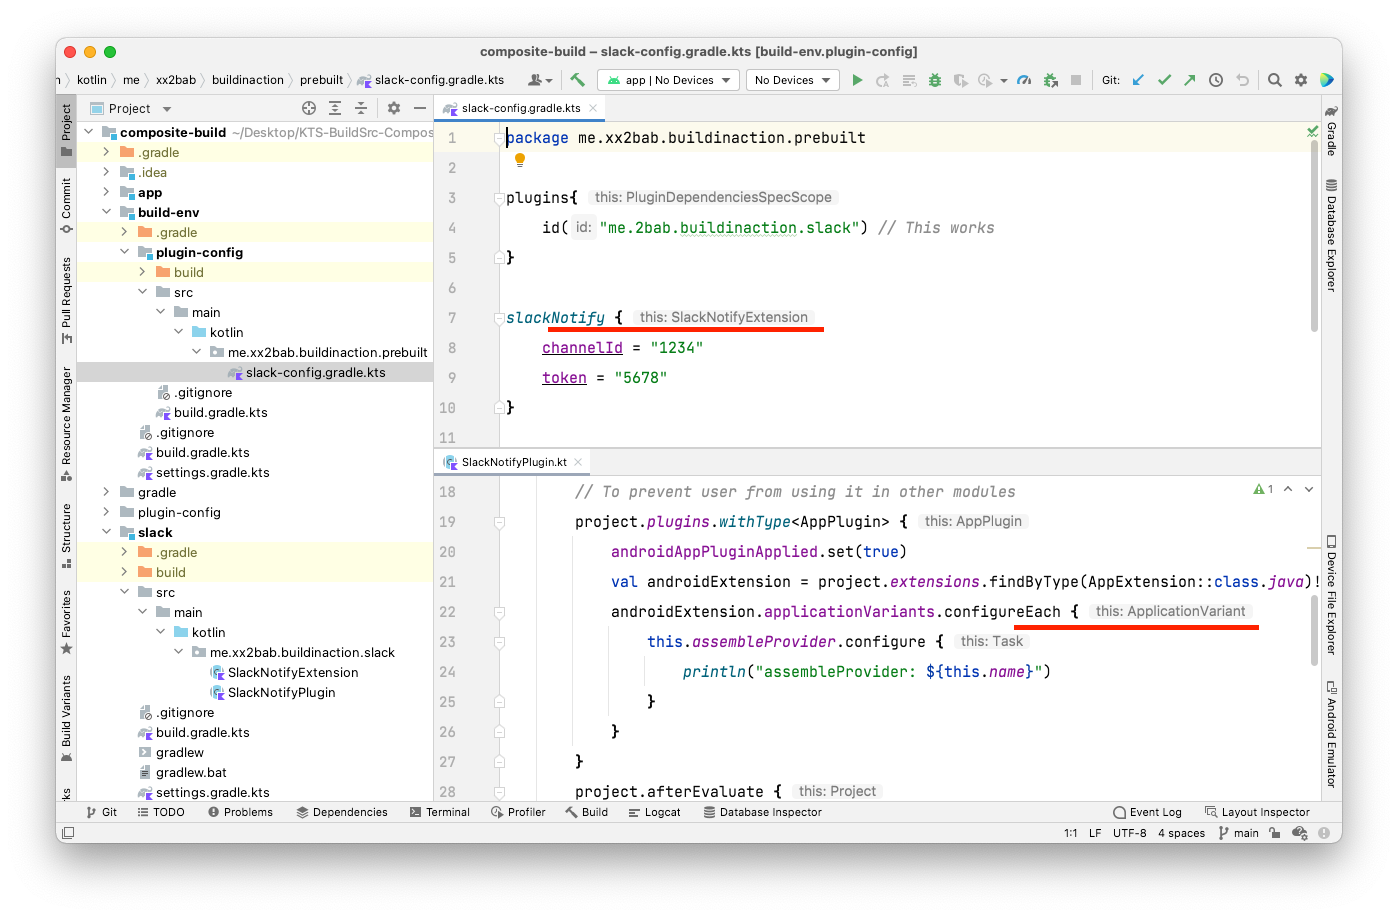 composite-build – slack-config.gradle.kts [build-env.plugin-config]
kotlin
me
xx2bab
buildinaction
prebuilt
slack-config.gradle.kts
app | No Devices
No Devices
Git:
Project
slack-config.gradle.kts
composite-build ~/Desktop/KTS-BuildSrc-Compos
.gradle
.idea
app
build-env
.gradle
plugin-config
build
src
main
kotlin
me.xx2bab.buildinaction.prebuilt
slack-config.gradle.kts
.gitignore
build.gradle.kts
.gitignore
build.gradle.kts
settings.gradle.kts
gradle
plugin-config
slack
.gradle
build
src
main
kotlin
me.xx2bab.buildinaction.slack
SlackNotifyExtension
SlackNotifyPlugin
.gitignore
build.gradle.kts
gradlew
gradlew.bat
settings.gradle.kts
Project
Commit
Pull Requests
Resource Manager
Structure
Favorites
Build Variants
ks
1 package me.xx2bab.buildinaction.prebuilt
2
3 plugins{ this: PluginDependenciesSpecScope
4 id( id: "me.2bab.buildinaction.slack") // This works
5 }
6
7 slackNotify { this: SlackNotifyExtension
8 channelId = "1234"
9 token = "5678"
10 }
11
SlackNotifyPlugin.kt
18 // To prevent user from using it in other modules
1
19 project.plugins.withType<AppPlugin> { this: AppPlugin
20 androidAppPluginApplied.set(true)
21 val androidExtension = project.extensions.findByType(AppExtension::class.java)!
22 androidExtension.applicationVariants.configureEach { this: ApplicationVariant
23 this.assembleProvider.configure { this: Task
24 println("assembleProvider: ${this.name}")
25 }
26 }
27 }
28 project.afterEvaluate { this: Project
Gradle
Database Explorer
Device File Explorer
Android Emulator
Git
TODO
Problems
Dependencies
Terminal
Profiler
Build
Logcat
Database Inspector
Event Log
Layout Inspector
1:1 LF UTF-8 4 spaces main